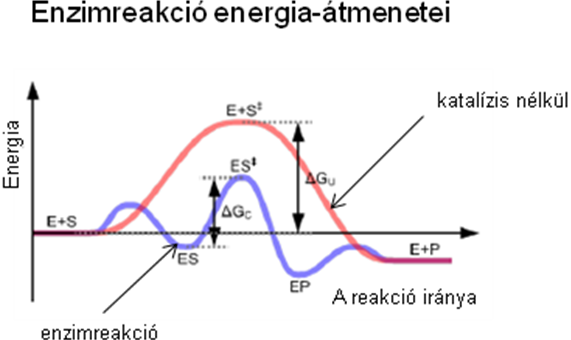 Enzimreakció energia-átmenetei
katalízis nélkül
E+S‡
Energia
ES‡
ΔGU
E+S
ΔGC
E+P
ES
EP
A reakció iránya
enzimreakció